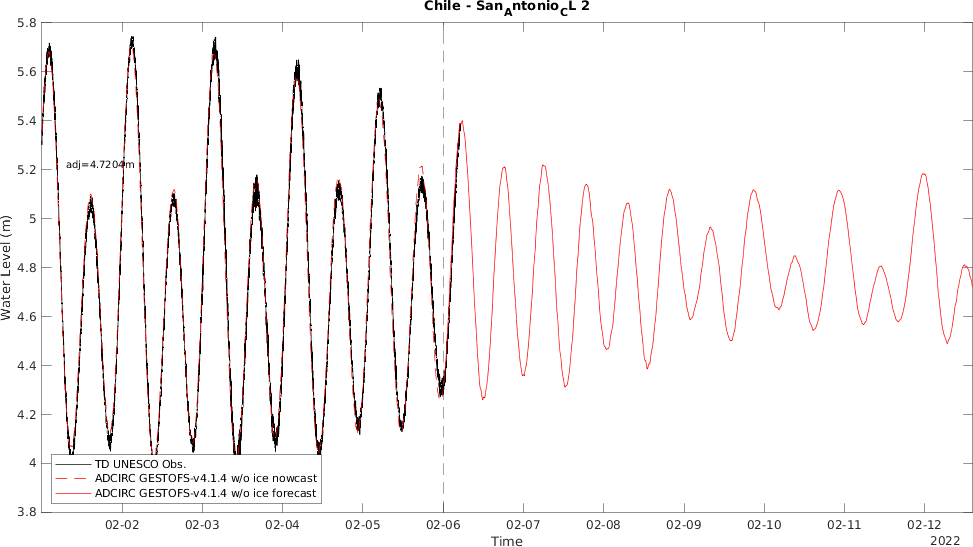 Chile - SanAntonioCL 2
5.8
5.6
5.4
5.2
5
4.8
4.6
4.4
4.2
4
3.8
Water Level (m)
adj=4.7204m
TD UNESCO Obs.
ADCIRC GESTOFS-v4.1.4 w/o ice nowcast
ADCIRC GESTOFS-v4.1.4 w/o ice forecast
02-02 02-03 02-04 02-05 02-06 02-07 02-08 02-09 02-10 02-11 02-12
Time
2022